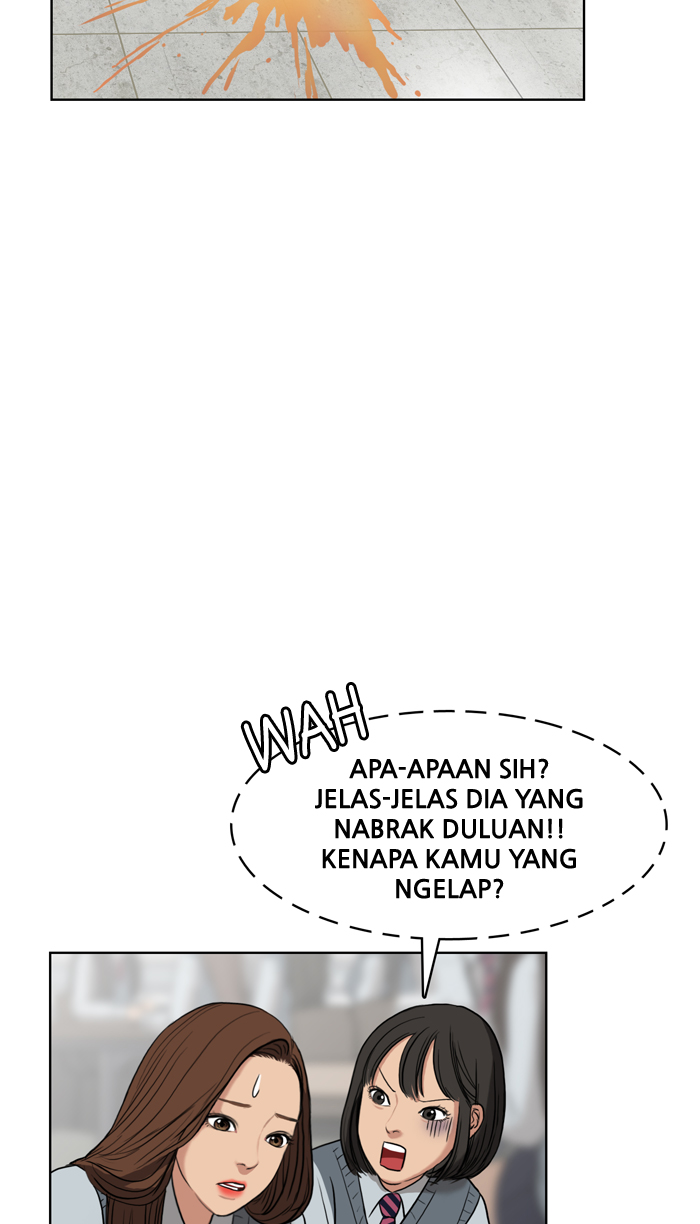 WAH
APA-APAAN SIH?
JELAS-JELAS DIA YANG
NABRAK DULUAN!!
KENAPA KAMU YANG
NGELAP?